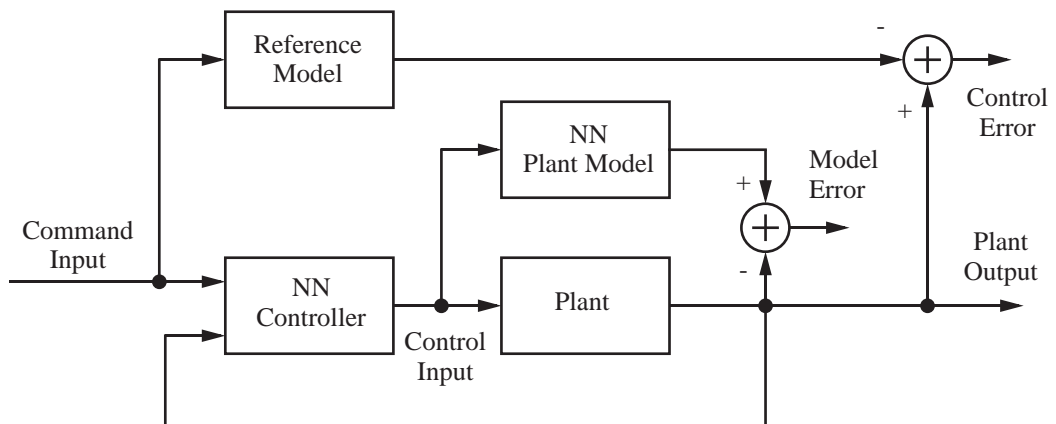 Reference
Model
-
+
Control
Error
NN
Plant Model
+
Model
Error
-
Command
Input
NN
Controller
Control
Input
Plant
Plant
Output
+
+